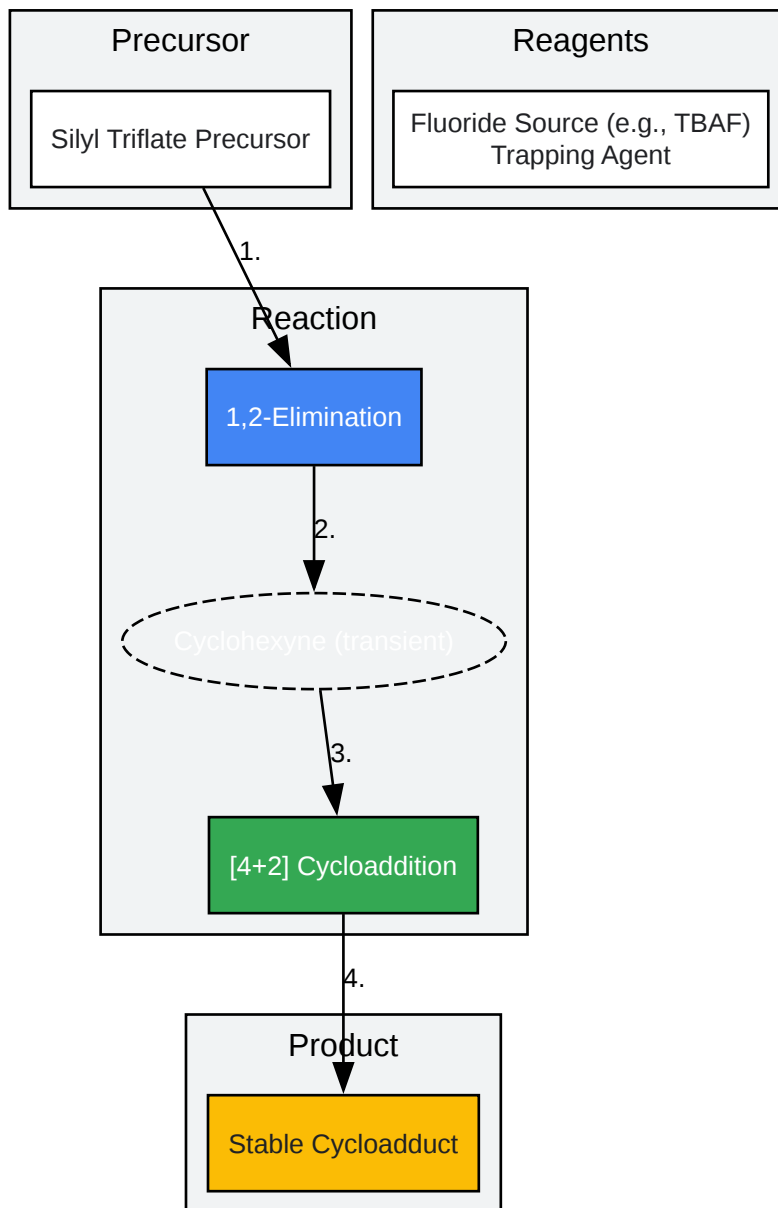 Precursor
Silyl Triflate Precursor
Reagents
Fluoride Source (e.g., TBAF)
Trapping Agent
1.
Reaction
1,2-Elimination
2.
Cyclohexyne (transient)
3.
[4+2] Cycloaddition
4.
Product
Stable Cycloadduct